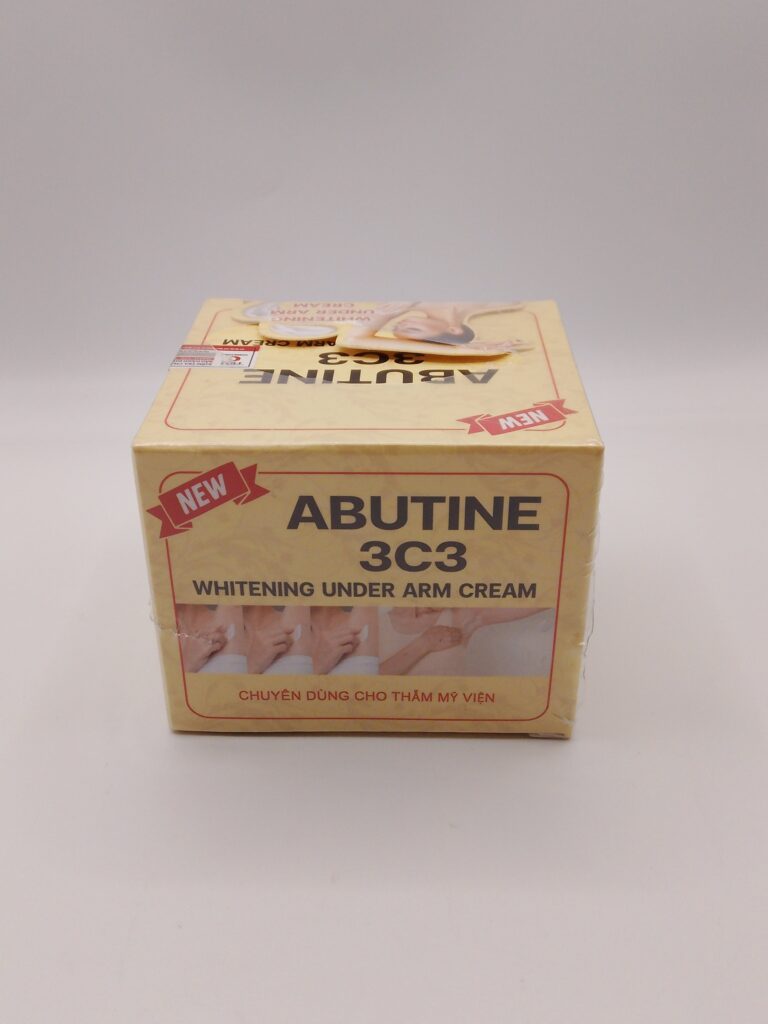 WHITENING
UNDER ARM
CREAM
ARM CREAM
3C3
ABUTINE
NEW
NEW
ABUTINE
3C3
WHITENING UNDER ARM CREAM
CHUYÊN DÙNG CHO THẨM MỸ VIỆN